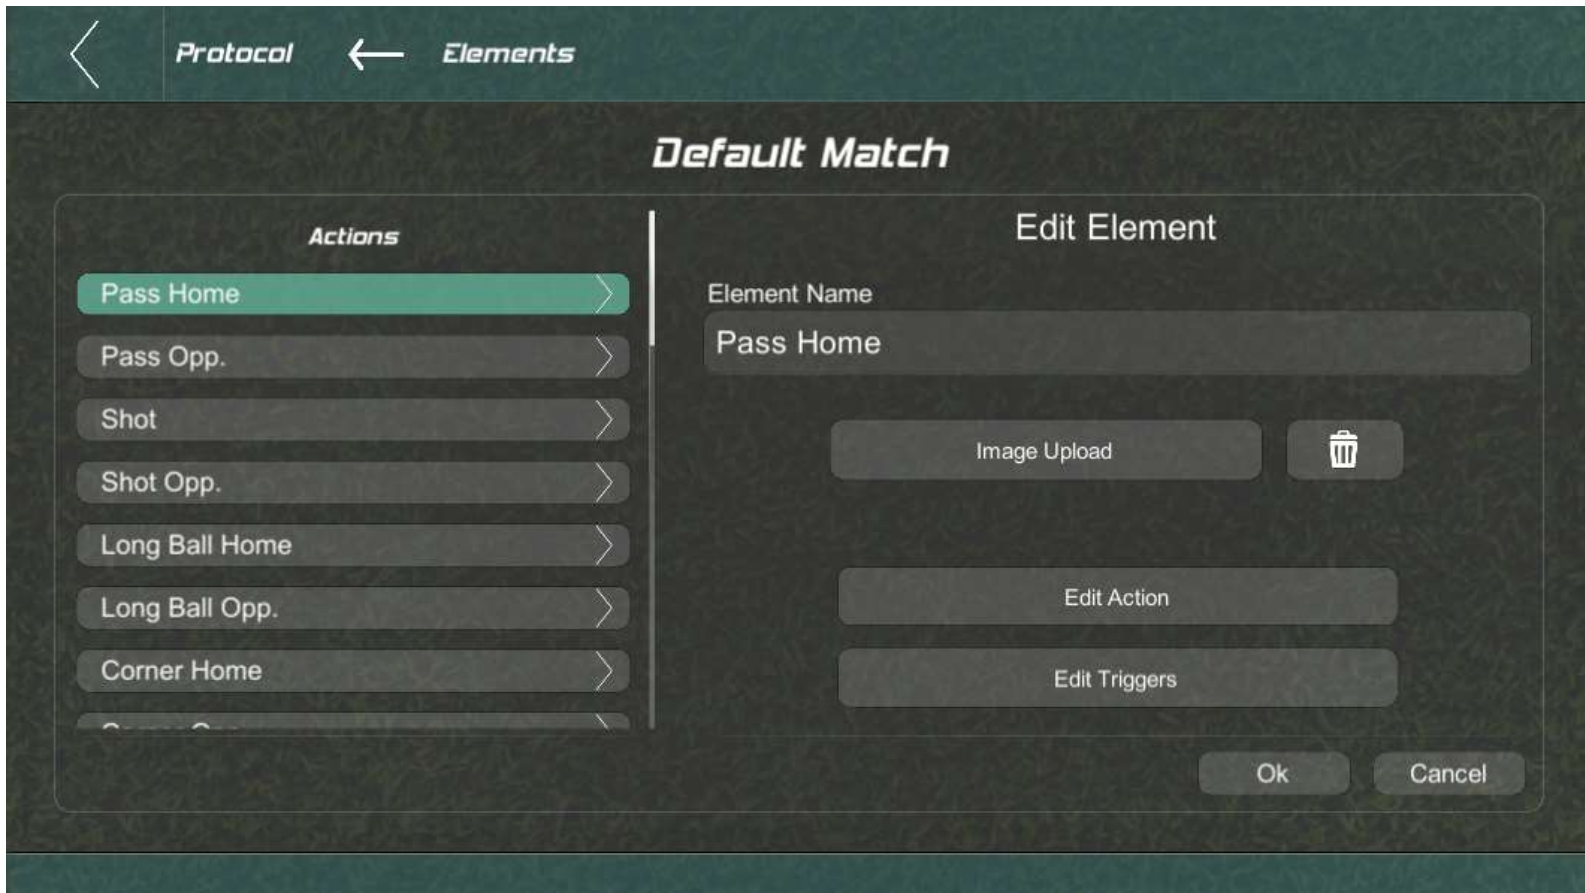 Protocol
Elements
Default Match
Actions
Pass Home
Pass Opp.
Shot
Shot Opp.
Long Ball Home
Long Ball Opp.
Corner Home
Edit Element
Element Name
Pass Home
Image Upload
Edit Action
Edit Triggers
Ok
Cancel